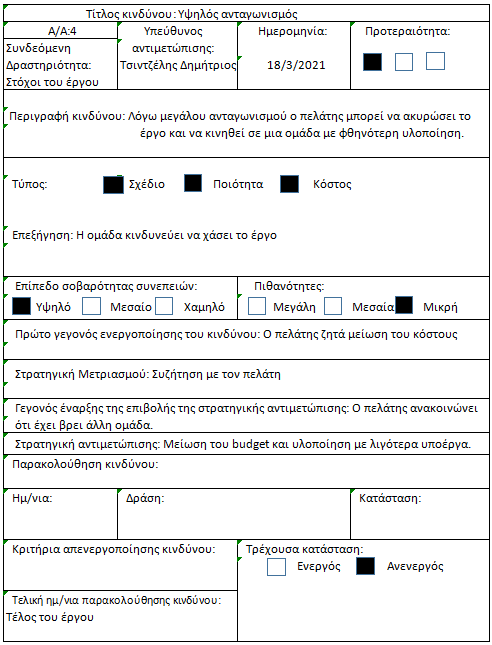 Τίτλος κινδύνου: Υψηλός ανταγωνισμός
Α/Α:4
Συνδεόμενη
Δραστηριότητα:
Στόχοι του έργου
Υπεύθυνος
αντιμετώπισης:
Τσιντζέλης Δημήτριος
Ημερομηνία:
18/3/2021
Προτεραιότητα:
Περιγραφή κινδύνου: Λόγω μεγάλου ανταγωνισμού ο πελάτης μπορεί να ακυρώσει το
έργο και να κινηθεί σε μια ομάδα με φθηνότερη υλοποίηση.
Τύπος:
Σχέδιο
Ποιότητα
Κόστος
Επεξήγηση: Η ομάδα κινδυνεύει να χάσει το έργο
Επίπεδο σοβαρότητας συνεπειών:
Υψηλό
Μεσαίο
Χαμηλό
Πιθανότητες:
Μεγάλη
Μεσαία
Μικρή
Πρώτο γεγονός ενεργοποίησης του κινδύνου: Ο πελάτης ζητά μείωση του κόστους
Στρατηγική Μετριασμού: Συζήτηση με τον πελάτη
Γεγονός έναρξης της επιβολής της στρατηγικής αντιμετώπισης: Ο πελάτης ανακοινώνει
ότι έχει βρει άλλη ομάδα.
Στρατηγική αντιμετώπισης: Μείωση του budget και υλοποίηση με λιγότερα υποέργα.
Παρακολούθηση κινδύνου:
Ημ/νια:
Δράση:
Κατάσταση:
Κριτήρια απενεργοποίησης κινδύνου:
Τρέχουσα κατάσταση:
Ενεργός
Ανενεργός
Τελική ημ/νια παρακολούθησης κινδύνου:
Τέλος του έργου